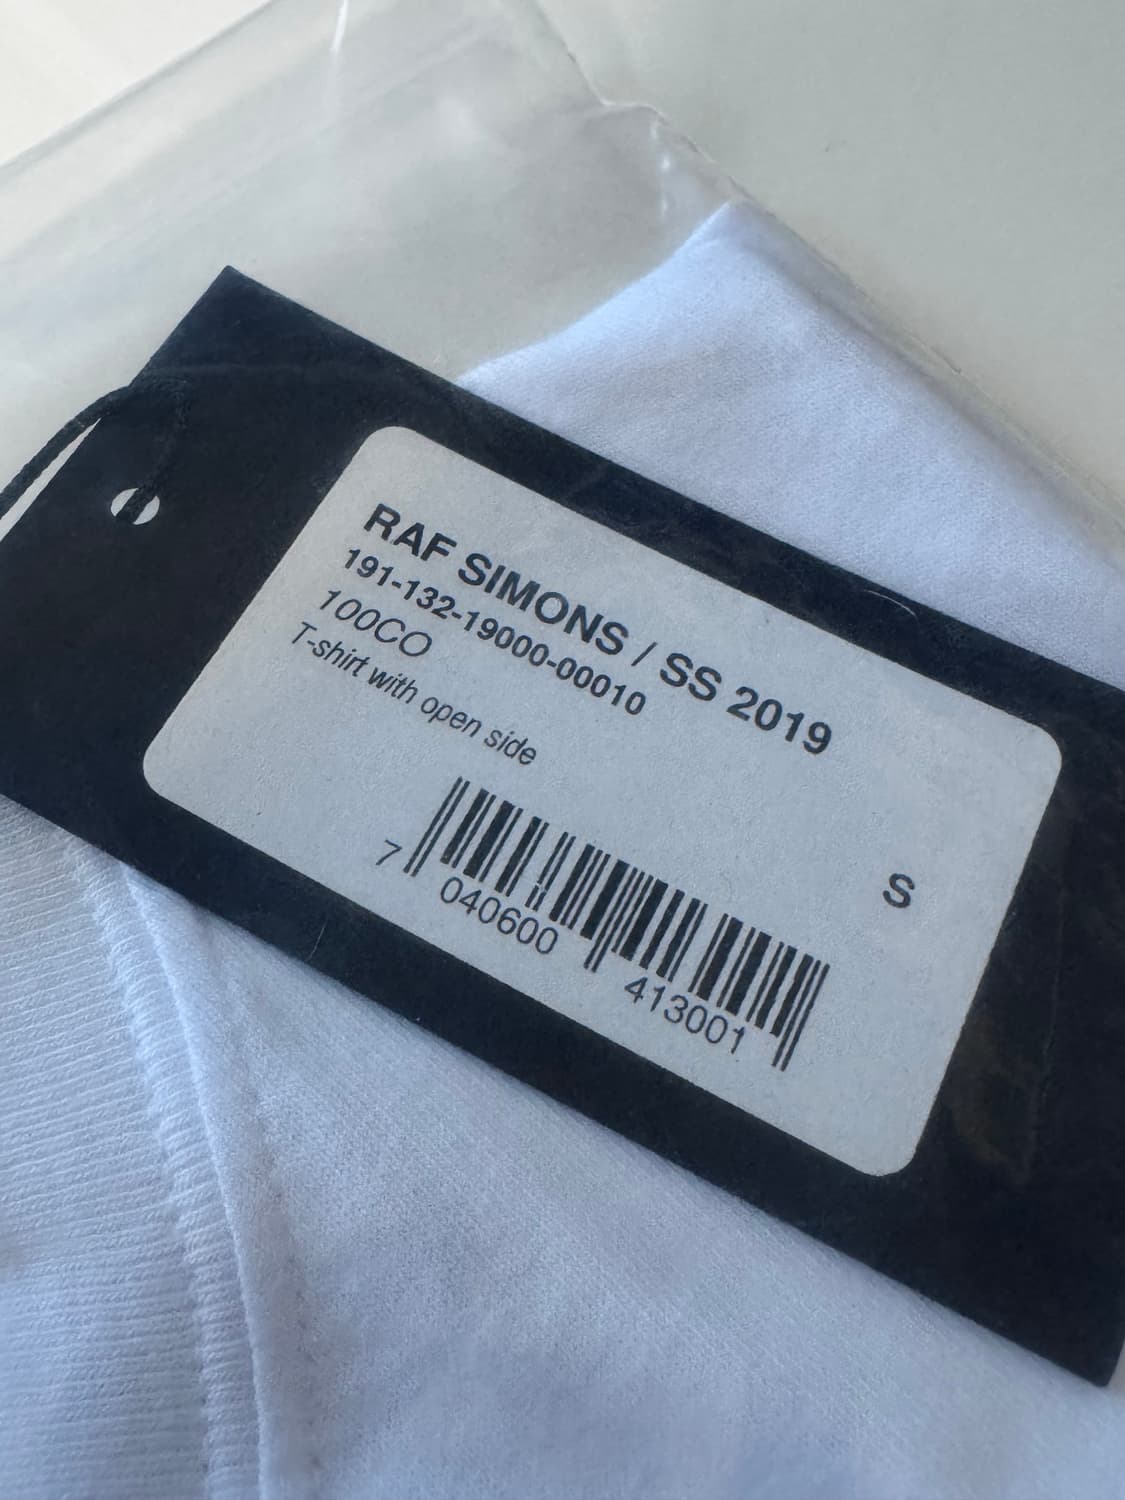 RAF SIMONS / SS 2019
191-132-19000-00010
100CO
T-shirt with open side
S
7 040600 413001